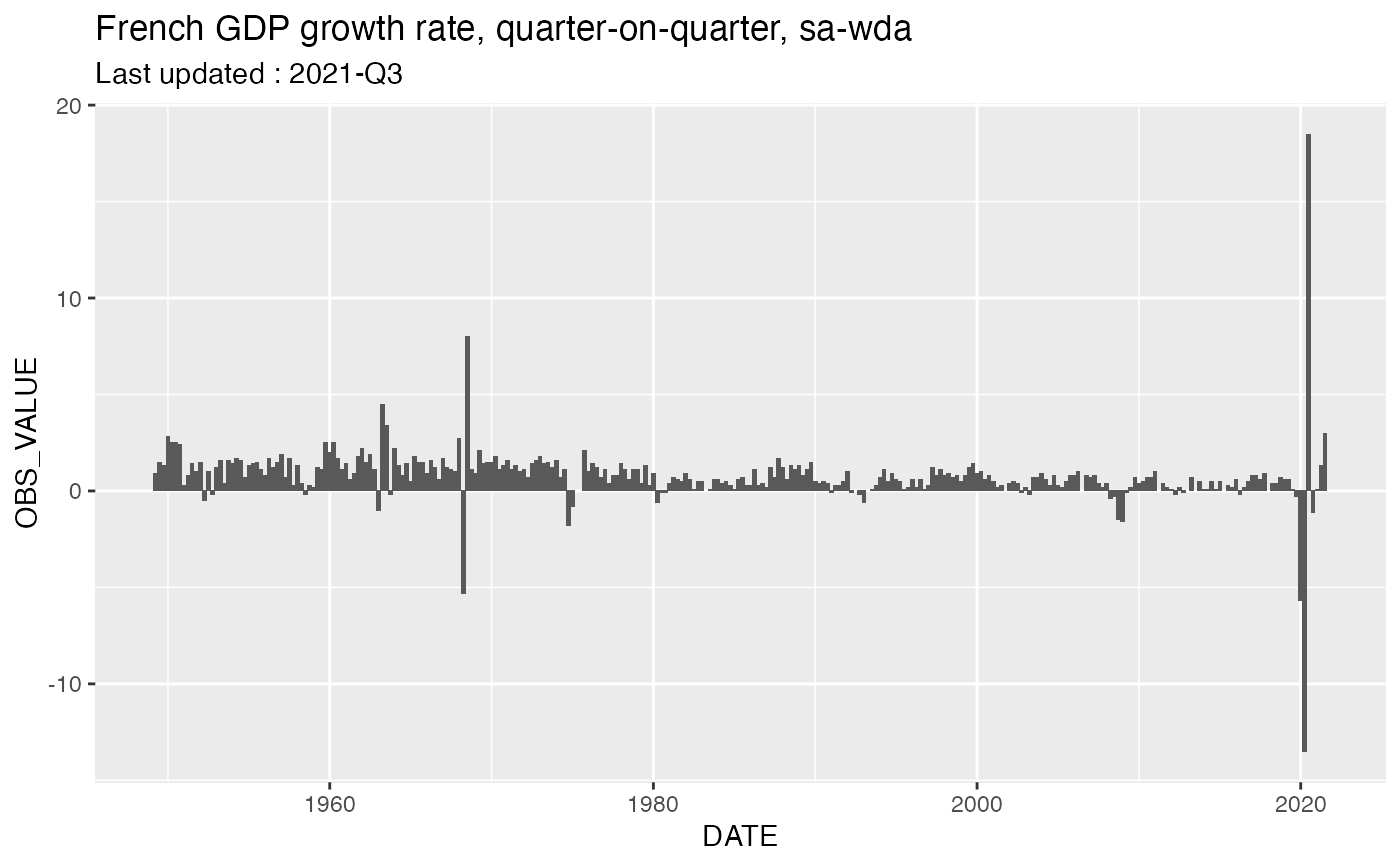 French GDP growth rate, quarter-on-quarter, sa-wda
Last updated : 2021-Q3
OBS_VALUE
20
10
0
-10
1960
1980
2000
2020
DATE